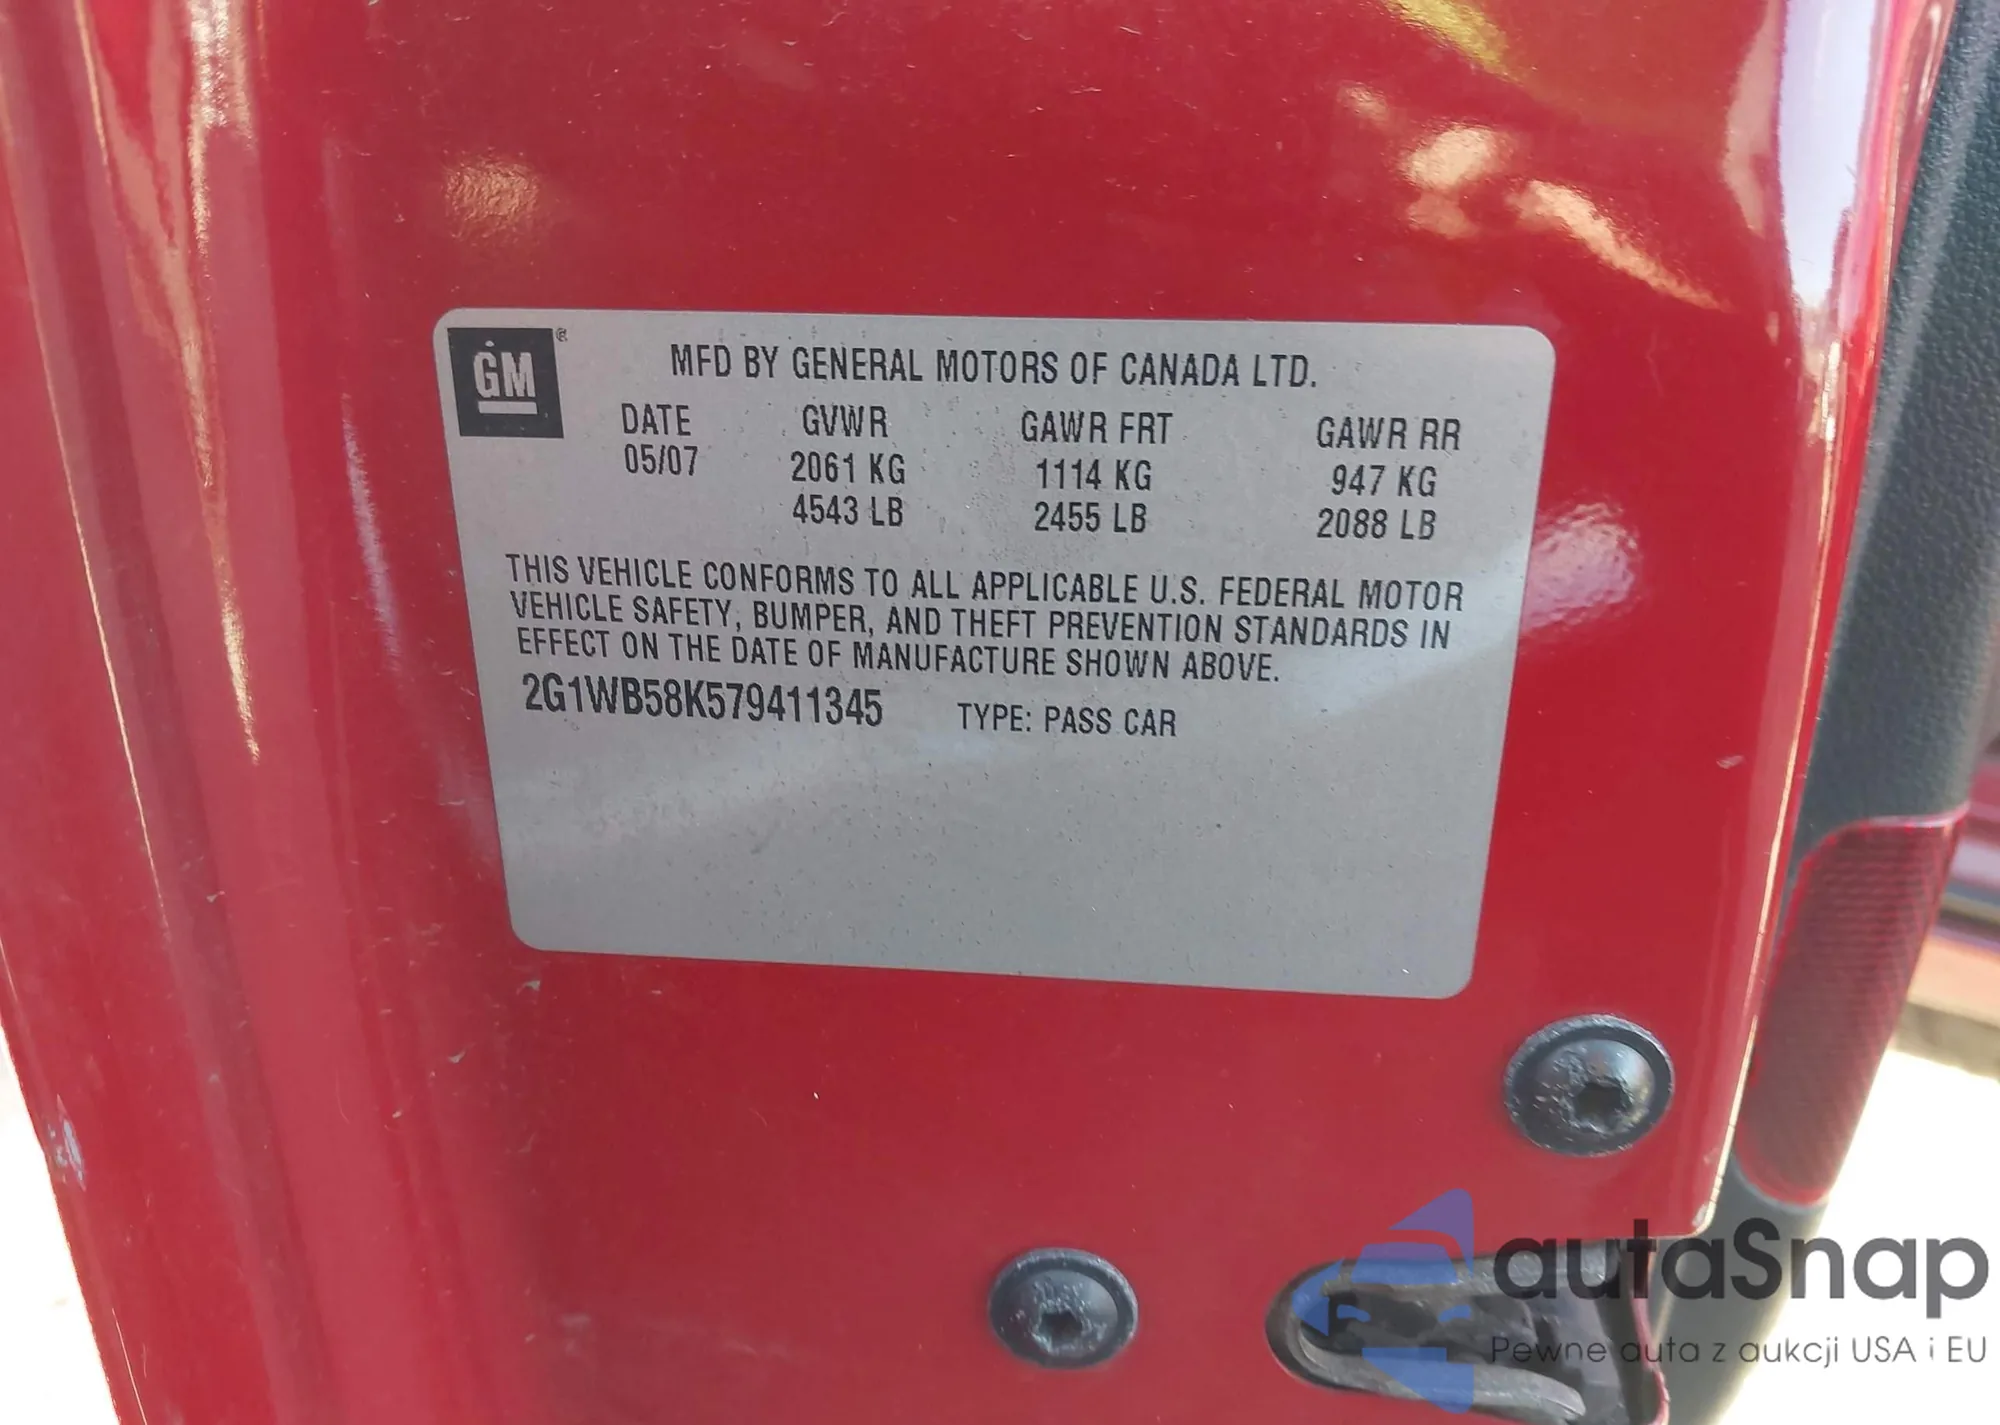 GM ®
MFD BY GENERAL MOTORS OF CANADA LTD.
DATE GVWR GAWR FRT GAWR RR
05/07 2061 KG 1114 KG 947 KG
4543 LB 2455 LB 2088 LB
THIS VEHICLE CONFORMS TO ALL APPLICABLE U.S. FEDERAL MOTOR
VEHICLE SAFETY, BUMPER, AND THEFT PREVENTION STANDARDS IN
EFFECT ON THE DATE OF MANUFACTURE SHOWN ABOVE.
2G1WB58K579411345 TYPE: PASS CAR
autaSnap
Pewne auta z aukcji USA i EU